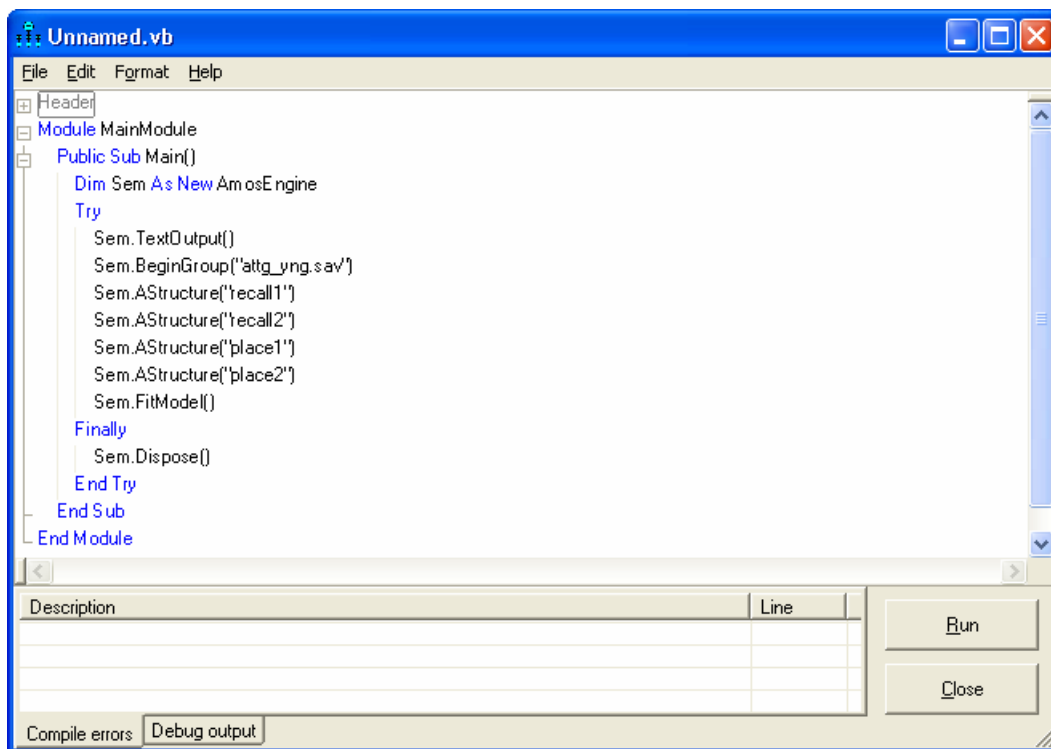 Unnamed.vb
File Edit Format Help
Header
Module MainModule
Public Sub Main()
Dim Sem As New AmosEngine
Try
Sem.TextOutput()
Sem.BeginGroup("attg_yng.sav")
Sem.AStructure("recall1")
Sem.AStructure("recall2")
Sem.AStructure("place1")
Sem.AStructure("place2")
Sem.FitModel()
Finally
Sem.Dispose()
End Try
End Sub
End Module
Description Line
Run
Close
Compile errors Debug output